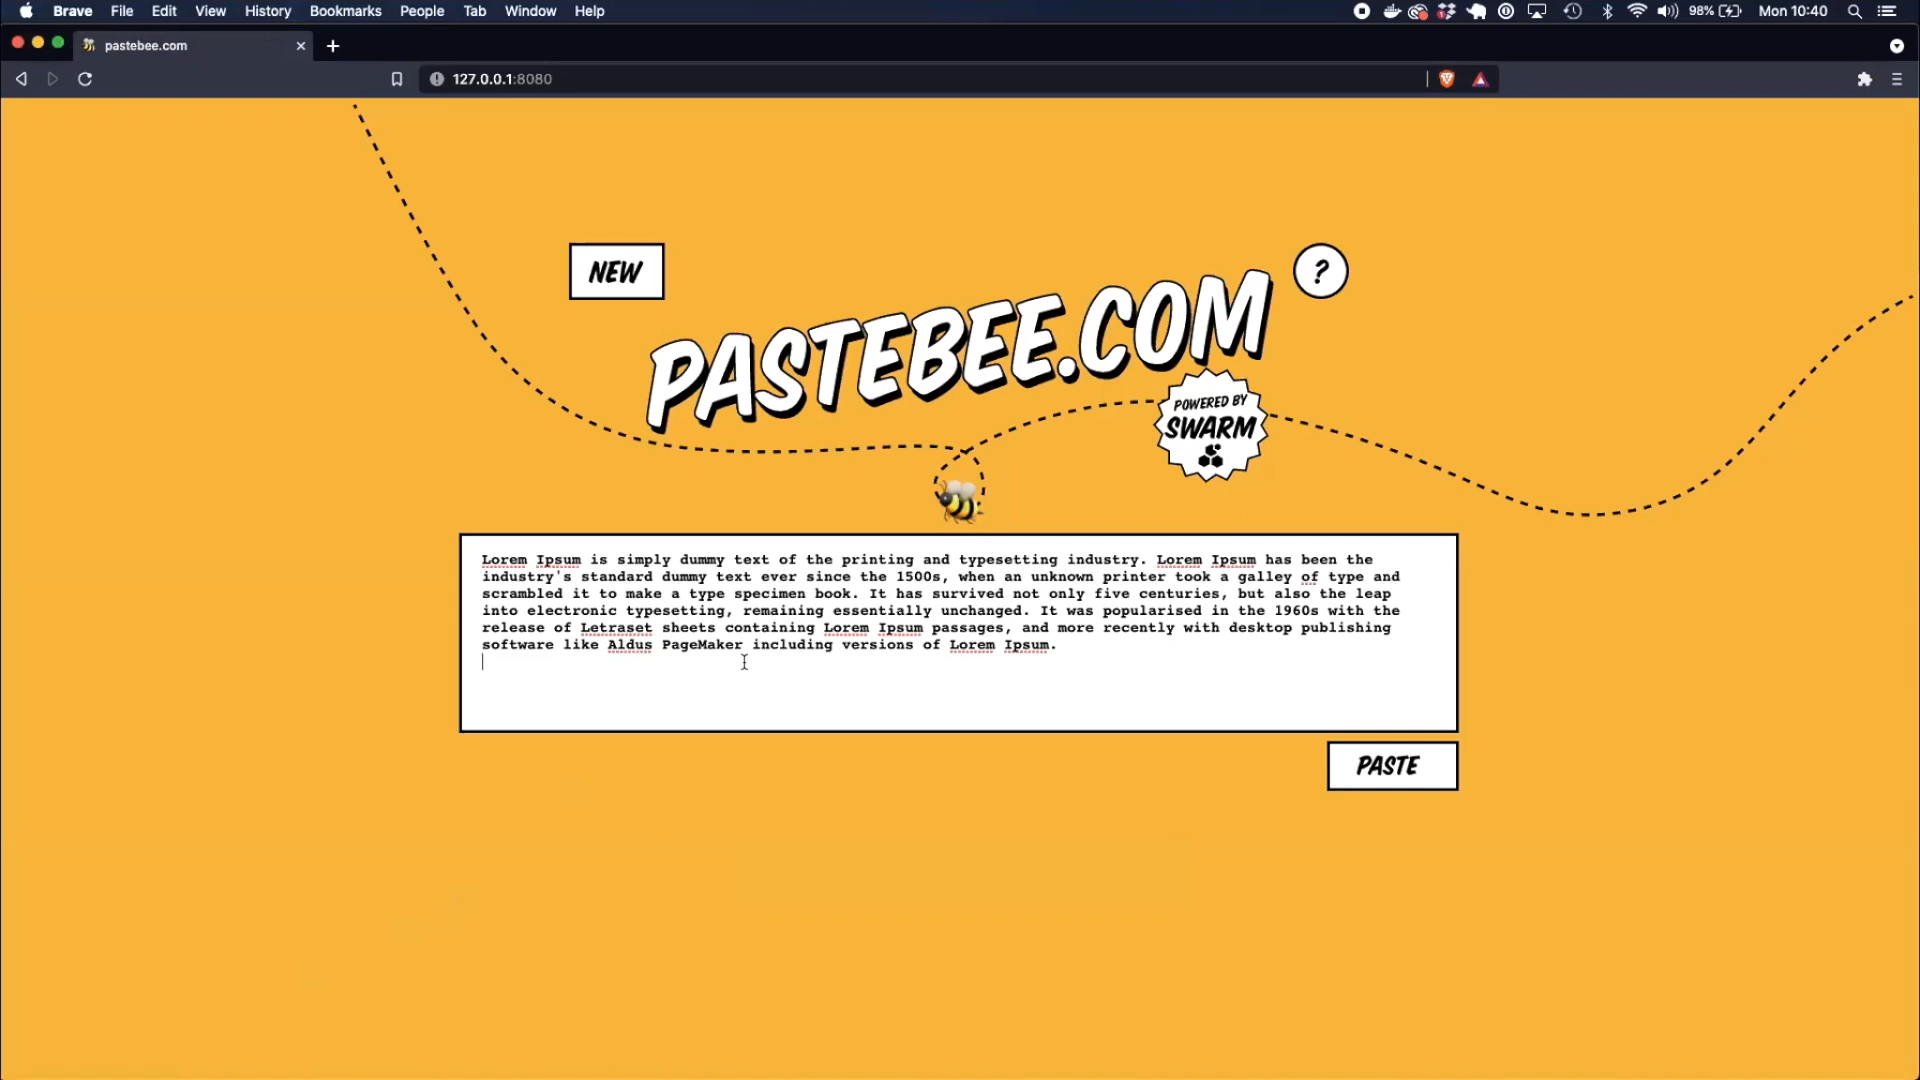 Brave File Edit View History Bookmarks People Tab Window Help 98% Mon 10:40
pastebee.com
127.0.0.1:8080
NEW
?
PASTEBEE.COM
POWERED BY
SWARM
Lorem Ipsum is simply dummy text of the printing and typesetting industry. Lorem Ipsum has been the
industry's standard dummy text ever since the 1500s, when an unknown printer took a galley of type and
scrambled it to make a type specimen book. It has survived not only five centuries, but also the leap
into electronic typesetting, remaining essentially unchanged. It was popularised in the 1960s with the
release of Letraset sheets containing Lorem Ipsum passages, and more recently with desktop publishing
software like Aldus PageMaker including versions of Lorem Ipsum.
PASTE